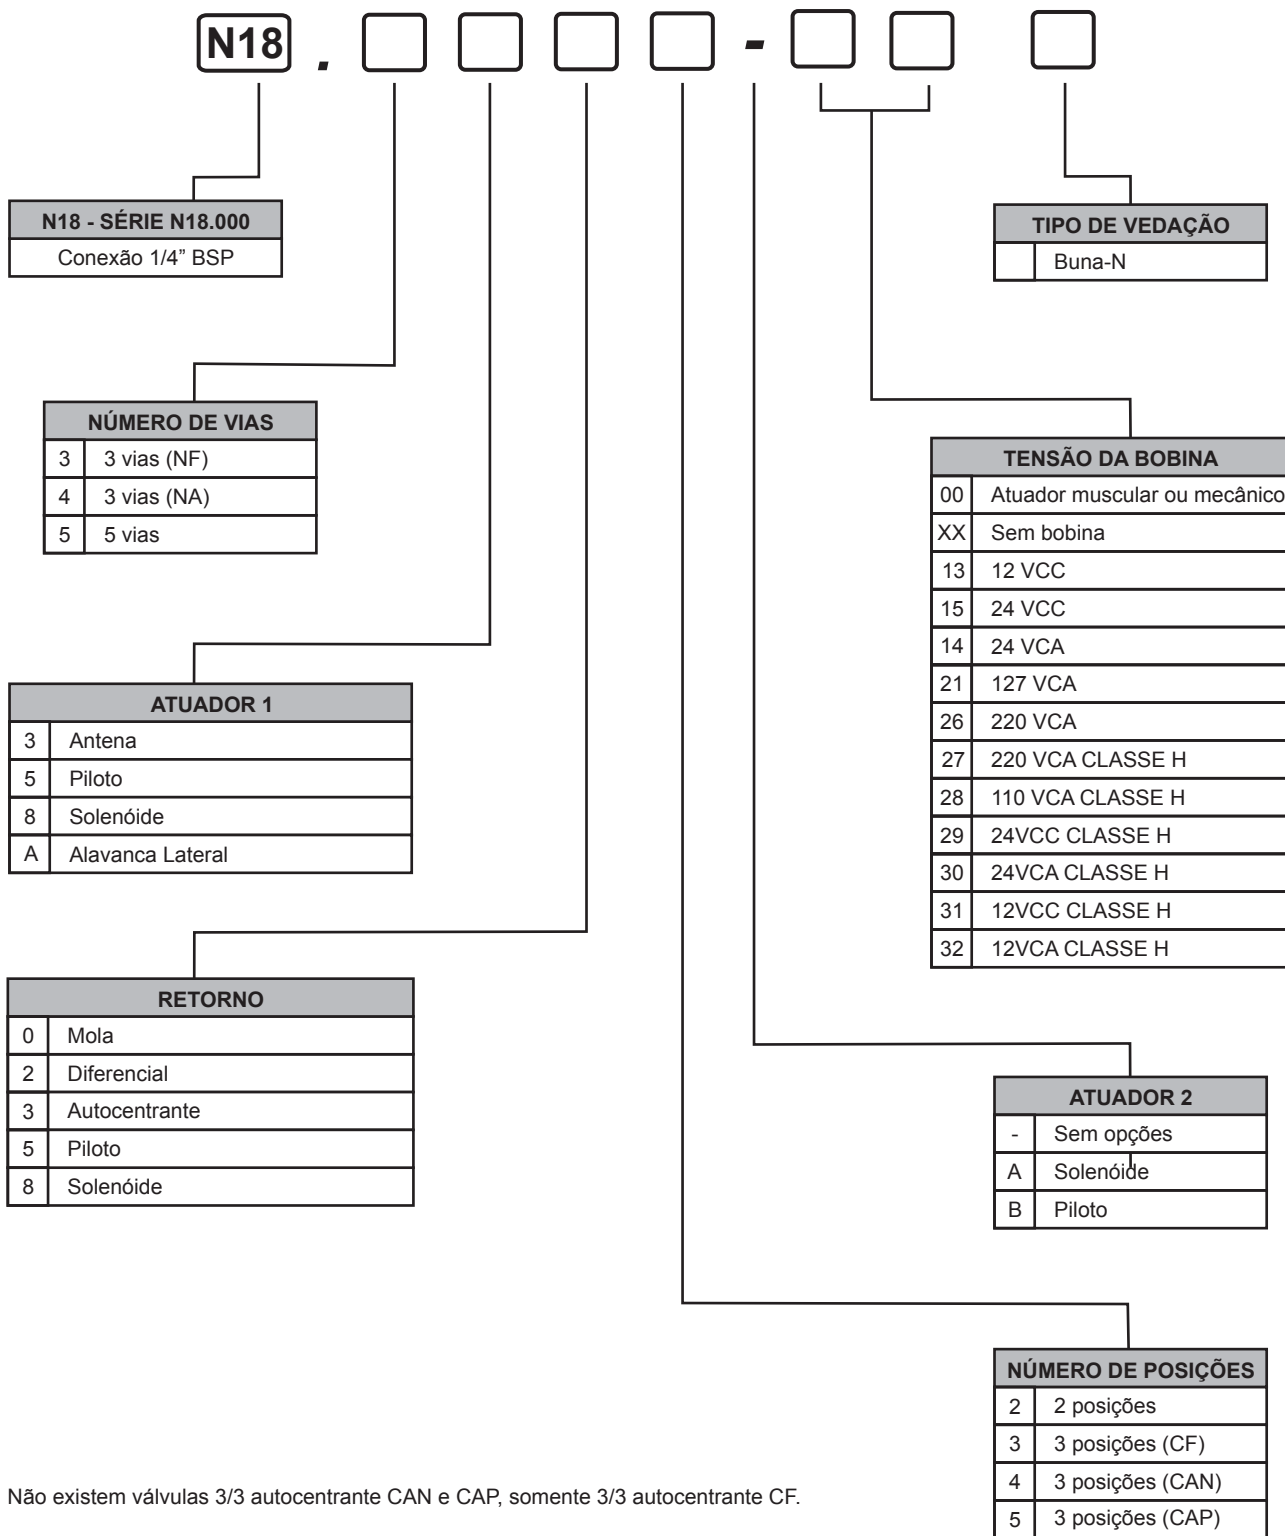 N18 . -
N18 - SÉRIE N18.000
Conexão 1/4” BSP
TIPO DE VEDAÇÃO
Buna-N
NÚMERO DE VIAS
3 3 vias (NF)
4 3 vias (NA)
5 5 vias
TENSÃO DA BOBINA
00 Atuador muscular ou mecânico
XX Sem bobina
13 12 VCC
15 24 VCC
14 24 VCA
21 127 VCA
26 220 VCA
27 220 VCA CLASSE H
28 110 VCA CLASSE H
29 24VCC CLASSE H
30 24VCA CLASSE H
31 12VCC CLASSE H
32 12VCA CLASSE H
ATUADOR 1
3 Antena
5 Piloto
8 Solenóide
A Alavanca Lateral
RETORNO
0 Mola
2 Diferencial
3 Autocentrante
5 Piloto
8 Solenóide
ATUADOR 2
- Sem opções
A Solenóide
B Piloto
NÚMERO DE POSIÇÕES
2 2 posições
3 3 posições (CF)
4 3 posições (CAN)
5 3 posições (CAP)
Não existem válvulas 3/3 autocentrante CAN e CAP, somente 3/3 autocentrante CF.